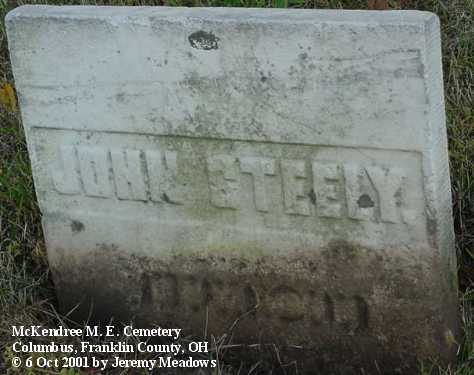 JOHN STEELY
McKendree M. E. Cemetery
Columbus, Franklin County, OH
© 6 Oct 2001 by Jeremy Meadows